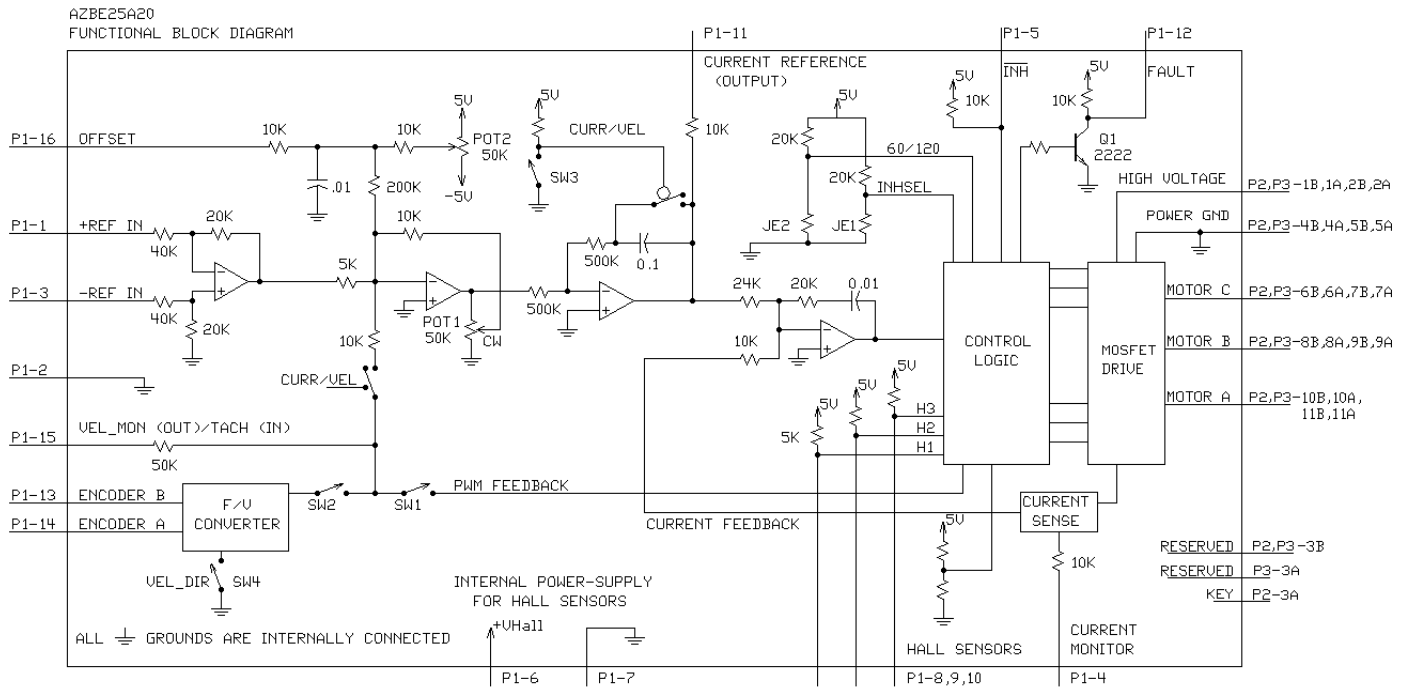 AZBE25A20
FUNCTIONAL BLOCK DIAGRAM
P1-11
P1-5
P1-12
CURRENT REFERENCE
(OUTPUT)
INH
FAULT
5V
5V
5V
5V
5V
10K
10K
10K
P1-16
OFFSET
10K
10K
POT2
50K
CURR/VEL
20K
Q1
2222
60/120
.01
200K
-5V
SW3
20K
INHSEL
HIGH VOLTAGE
P2,P3-1B,1A,2B,2A
P1-1
+REF IN
20K
10K
JE2
JE1
POWER GND
P2,P3-4B,4A,5B,5A
40K
500K
0.1
5K
24K
20K
0.01
P1-3
-REF IN
MOTOR C
P2,P3-6B,6A,7B,7A
40K
500K
20K
POT1
50K
CW
10K
10K
CONTROL
LOGIC
MOSFET
DRIVE
MOTOR B
P2,P3-8B,8A,9B,9A
P1-2
CURR/VEL
5V
5V
5V
MOTOR A
P2,P3-10B,10A,
11B,11A
H3
H2
H1
5K
P1-15
VEL_MON (OUT)/TACH (IN)
50K
P1-13
ENCODER B
F/V
CONVERTER
SW2
SW1
PWM FEEDBACK
P1-14
ENCODER A
CURRENT FEEDBACK
CURRENT
SENSE
5V
RESERVED
P2,P3-3B
RESERVED
P3-3A
KEY
P2-3A
10K
VEL_DIR
SW4
INTERNAL POWER-SUPPLY
FOR HALL SENSORS
+VHall
ALL GROUNDS ARE INTERNALLY CONNECTED
HALL SENSORS
CURRENT
MONITOR
P1-6
P1-7
P1-8,9,10
P1-4